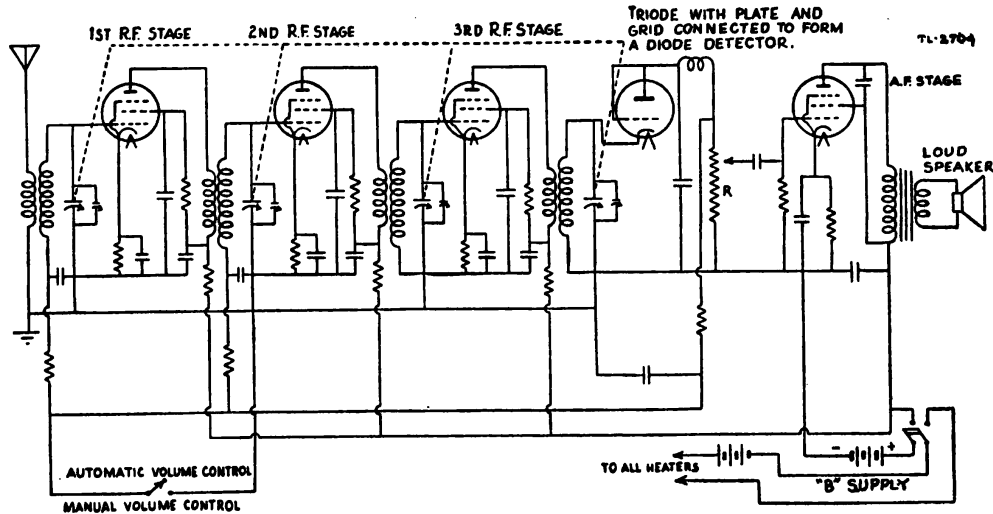 1ST R.F. STAGE
2ND R.F. STAGE
3RD R.F. STAGE
TRIODE WITH PLATE AND
GRID CONNECTED TO FORM
A DIODE DETECTOR.
TL-2704
A.F. STAGE
LOUD
SPEAKER
R
AUTOMATIC VOLUME CONTROL
MANUAL VOLUME CONTROL
TO ALL HEATERS
- +
"B" SUPPLY